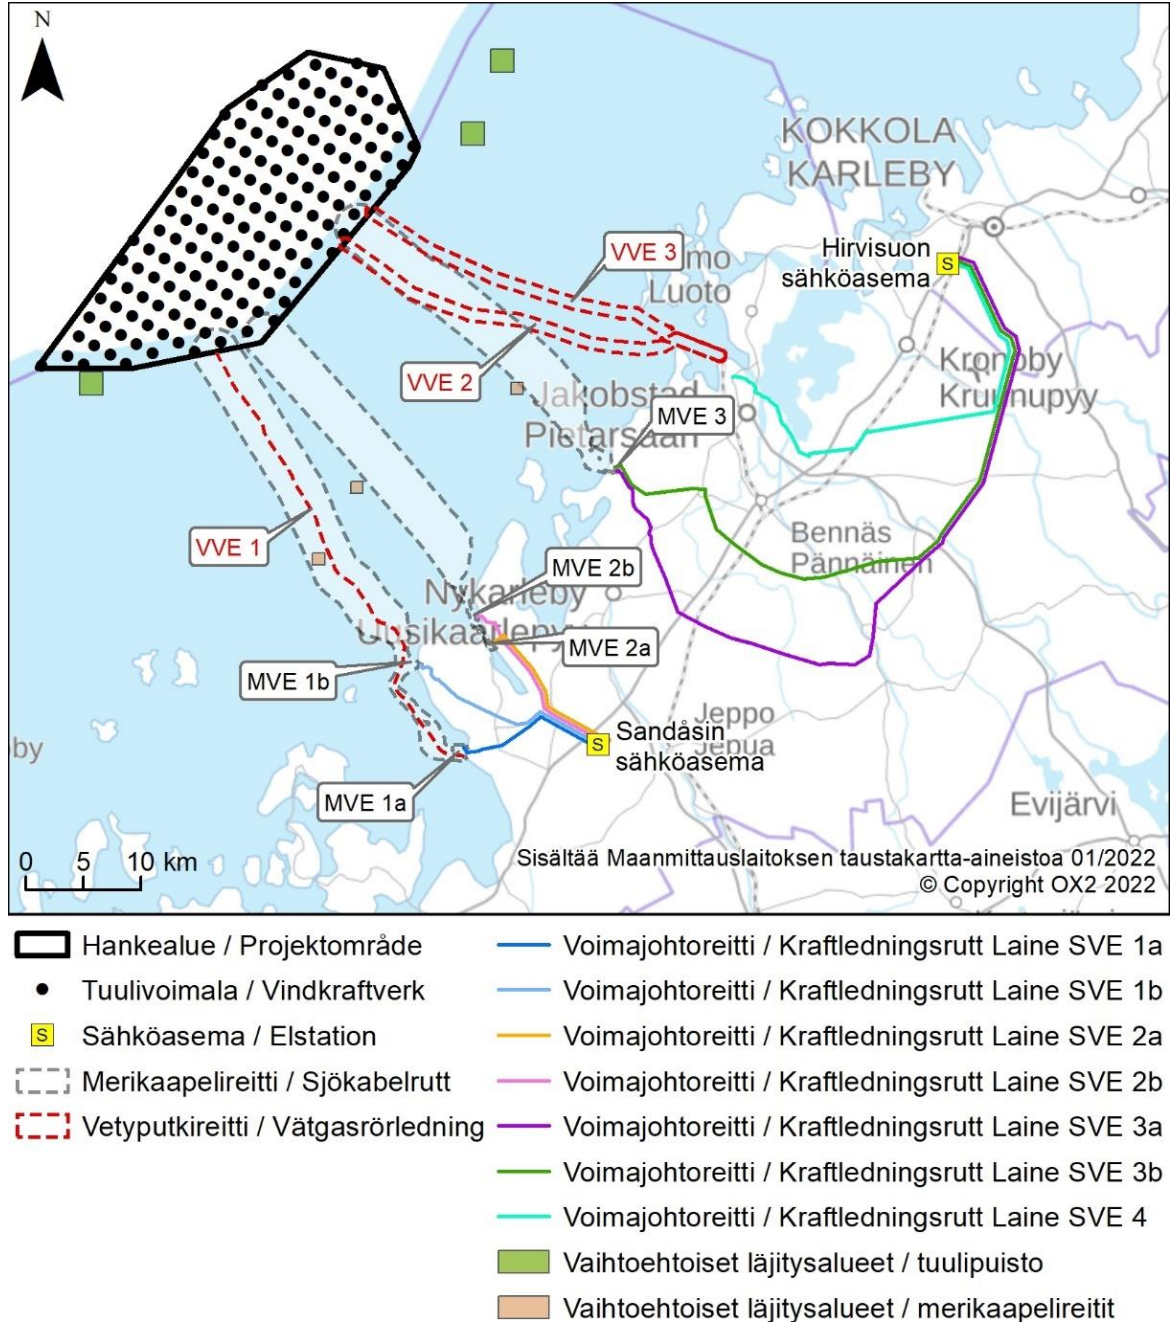 N
KOKKOLA
KARLEBY
Hirvisuon
sähköasema
S
VVE 3
Luoto
VVE 2
Kronoby
Kruunupyy
Jakobstad
Pietarsaari
MVE 3
VVE 1
Bennäs
Pännäinen
MVE 2b
Nykarleby
Uusikaarlepyy
MVE 2a
MVE 1b
Jeppo
Jepua
Sandåsin
sähköasema
S
MVE 1a
Evijärvi
0 5 10 km
Sisältää Maanmittauslaitoksen taustakartta-aineistoa 01/2022
© Copyright OX2 2022
Hankealue / Projektområde
Tuulivoimala / Vindkraftverk
S Sähköasema / Elstation
Merikaapelireitti / Sjökabelrutt
Vetyputkireitti / Vätgasrörledning
Voimajohtoreitti / Kraftledningsrutt Laine SVE 1a
Voimajohtoreitti / Kraftledningsrutt Laine SVE 1b
Voimajohtoreitti / Kraftledningsrutt Laine SVE 2a
Voimajohtoreitti / Kraftledningsrutt Laine SVE 2b
Voimajohtoreitti / Kraftledningsrutt Laine SVE 3a
Voimajohtoreitti / Kraftledningsrutt Laine SVE 3b
Voimajohtoreitti / Kraftledningsrutt Laine SVE 4
Vaihtoehtoiset läjitysalueet / tuulipuisto
Vaihtoehtoiset läjitysalueet / merikaapelireitit